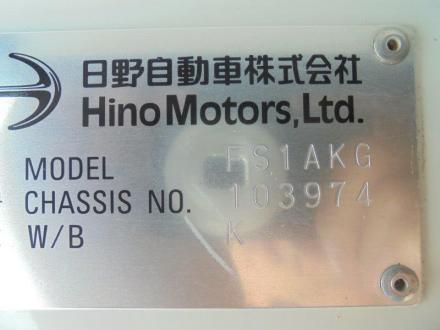 日野自動車株式会社
Hino Motors, Ltd.
MODEL FS1AKG
CHASSIS NO. 103974
W/B K